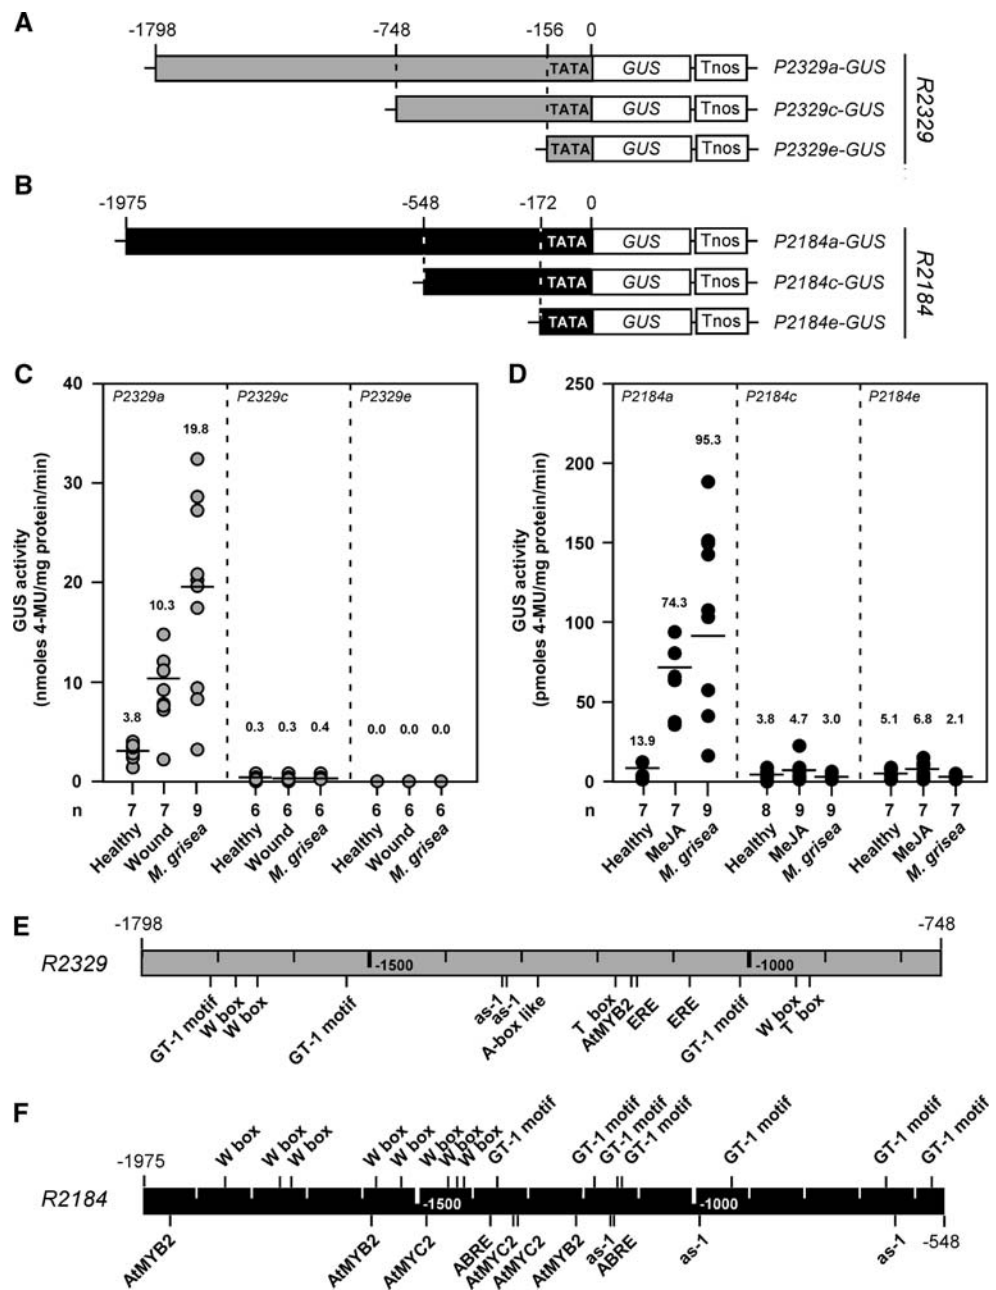 A
-1798 -748 -156 0
TATA GUS Tnos P2329a-GUS
TATA GUS Tnos P2329c-GUS
TATA GUS Tnos P2329e-GUS
R2329
B
-1975 -548 -172 0
TATA GUS Tnos P2184a-GUS
TATA GUS Tnos P2184c-GUS
TATA GUS Tnos P2184e-GUS
R2184
C
GUS activity
(nmoles 4-MU/mg protein/min)
40
30
20
10
0
P2329a P2329c P2329e
3.8 10.3 19.8 0.3 0.3 0.4 0.0 0.0 0.0
n 7 7 9 6 6 6 6 6 6
Healthy Wound M. grisea Healthy Wound M. grisea Healthy Wound M. grisea
D
GUS activity
(pmoles 4-MU/mg protein/min)
250
200
150
100
50
0
P2184a P2184c P2184e
13.9 74.3 95.3 3.8 4.7 3.0 5.1 6.8 2.1
7 7 9 8 9 9 7 7 7
Healthy MeJA M. grisea Healthy MeJA M. grisea Healthy MeJA M. grisea
E
-1798 -748
R2329
-1500 -1000
GT-1 motif W box W box GT-1 motif as-1 as-1 A-box like T box AtMYB2 ERE ERE GT-1 motif W box T box
F
W box W box W box W box W box W box W box W box GT-1 motif GT-1 motif GT-1 motif GT-1 motif GT-1 motif GT-1 motif GT-1 motif
-1975
R2184
-1500 -1000
-548
AtMYB2 AtMYB2 AtMYC2 ABRE AtMYC2 AtMYC2 AtMYB2 as-1 ABRE as-1 as-1